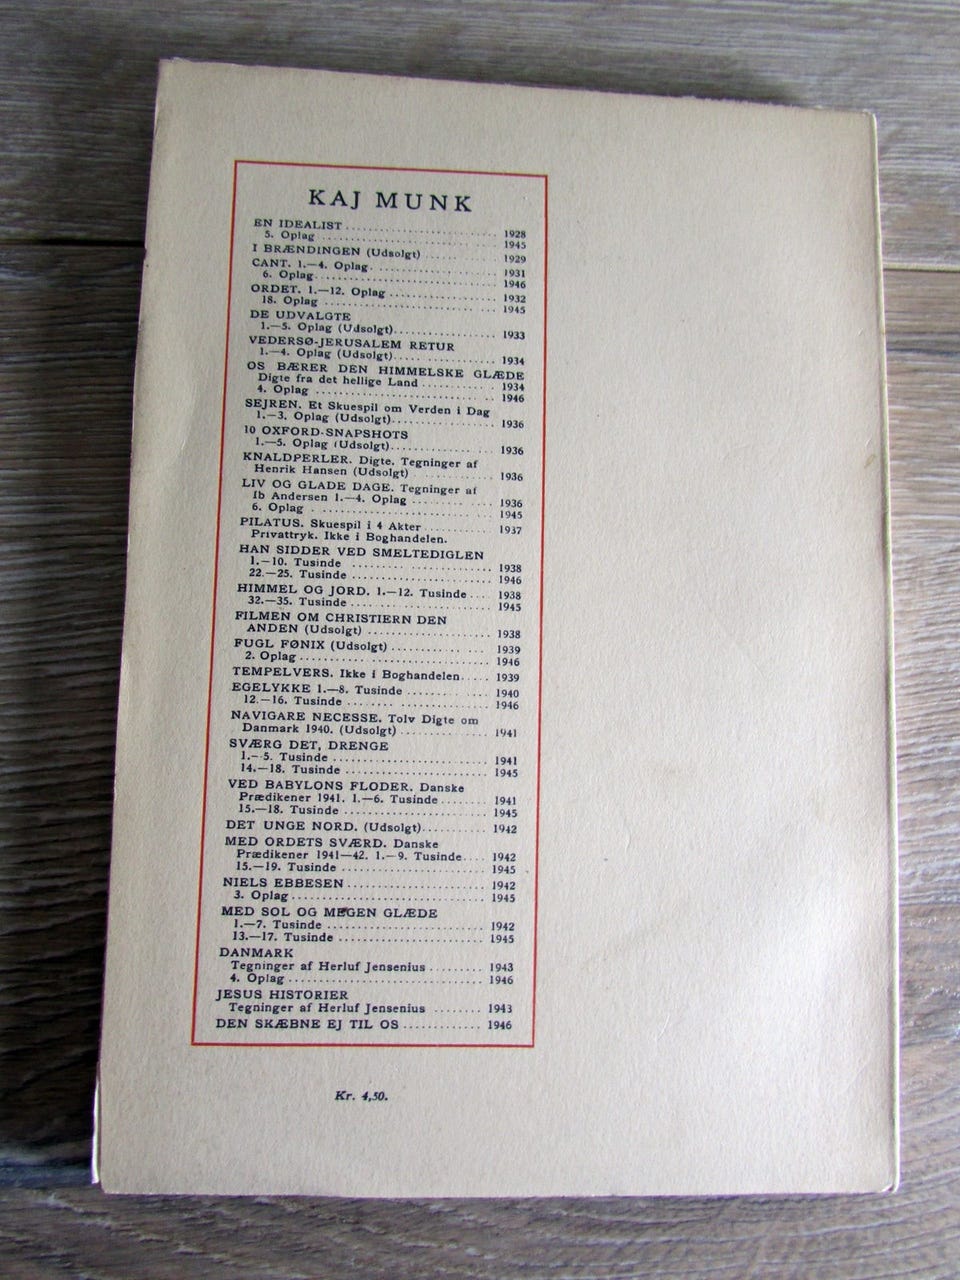 KAJ MUNK
EN IDEALIST .............................. 1928
5. Oplag .............................. 1945
I BRÆNDINGEN (Udsolgt) .............. 1929
CANT. 1.—4. Oplag. ........................ 1931
6. Oplag. .............................. 1946
ORDET. 1.—12. Oplag ................... 1932
18. Oplag .............................. 1945
DE UDVALGTE
1.—5. Oplag (Udsolgt)................... 1933
VEDERSØ-JERUSALEM RETUR
1.—4. Oplag (Udsolgt)................... 1934
OS BÆRER DEN HIMMELSKE GLÆDE
Digte fra det hellige Land ............. 1934
4. Oplag .............................. 1946
SEJREN. Et Skuespil om Verden i Dag
1.—3. Oplag (Udsolgt)................... 1936
10 OXFORD-SNAPSHOTS
1.—5. Oplag (Udsolgt)................... 1936
KNALDPERLER. Digte. Tegninger af
Henrik Hansen (Udsolgt) ............... 1936
LIV OG GLADE DAGE. Tegninger af
Ib Andersen 1.—4. Oplag ............... 1936
6. Oplag .............................. 1945
PILATUS. Skuespil i 4 Akter ............ 1937
Privattryk. Ikke i Boghandelen.
HAN SIDDER VED SMELTEDIGLEN
1.—10. Tusinde ......................... 1938
22.—25. Tusinde ........................ 1946
HIMMEL OG JORD. 1.—12. Tusinde.... 1938
32.—35. Tusinde ........................ 1945
FILMEN OM CHRISTIERN DEN
ANDEN (Udsolgt) ...................... 1938
FUGL FØNIX (Udsolgt) ................. 1939
2. Oplag............................... 1946
TEMPELVERS. Ikke i Boghandelen..... 1939
EGELYKKE 1.—8. Tusinde .............. 1940
12.—16. Tusinde ........................ 1946
NAVIGARE NECESSE. Tolv Digte om
Danmark 1940. (Udsolgt) ............... 1941
SVÆRG DET, DRENGE
1.—5. Tusinde .......................... 1941
14.—18. Tusinde ........................ 1945
VED BABYLONS FLODER. Danske
Prædikener 1941. 1.—6. Tusinde........ 1941
15.—18. Tusinde ........................ 1945
DET UNGE NORD. (Udsolgt)........... 1942
MED ORDETS SVÆRD. Danske
Prædikener 1941—42. 1.—9. Tusinde.... 1942
15.—19. Tusinde ........................ 1945
NIELS EBBESEN ........................ 1942
3. Oplag............................... 1945
MED SOL OG MEGEN GLÆDE
1.—7. Tusinde .......................... 1942
13.—17. Tusinde ........................ 1945
DANMARK
Tegninger af Herluf Jensenius ......... 1943
4. Oplag............................... 1946
JESUS HISTORIER
Tegninger af Herluf Jensenius ........ 1943
DEN SKÆBNE EJ TIL OS ............ 1946
Kr. 4,50.